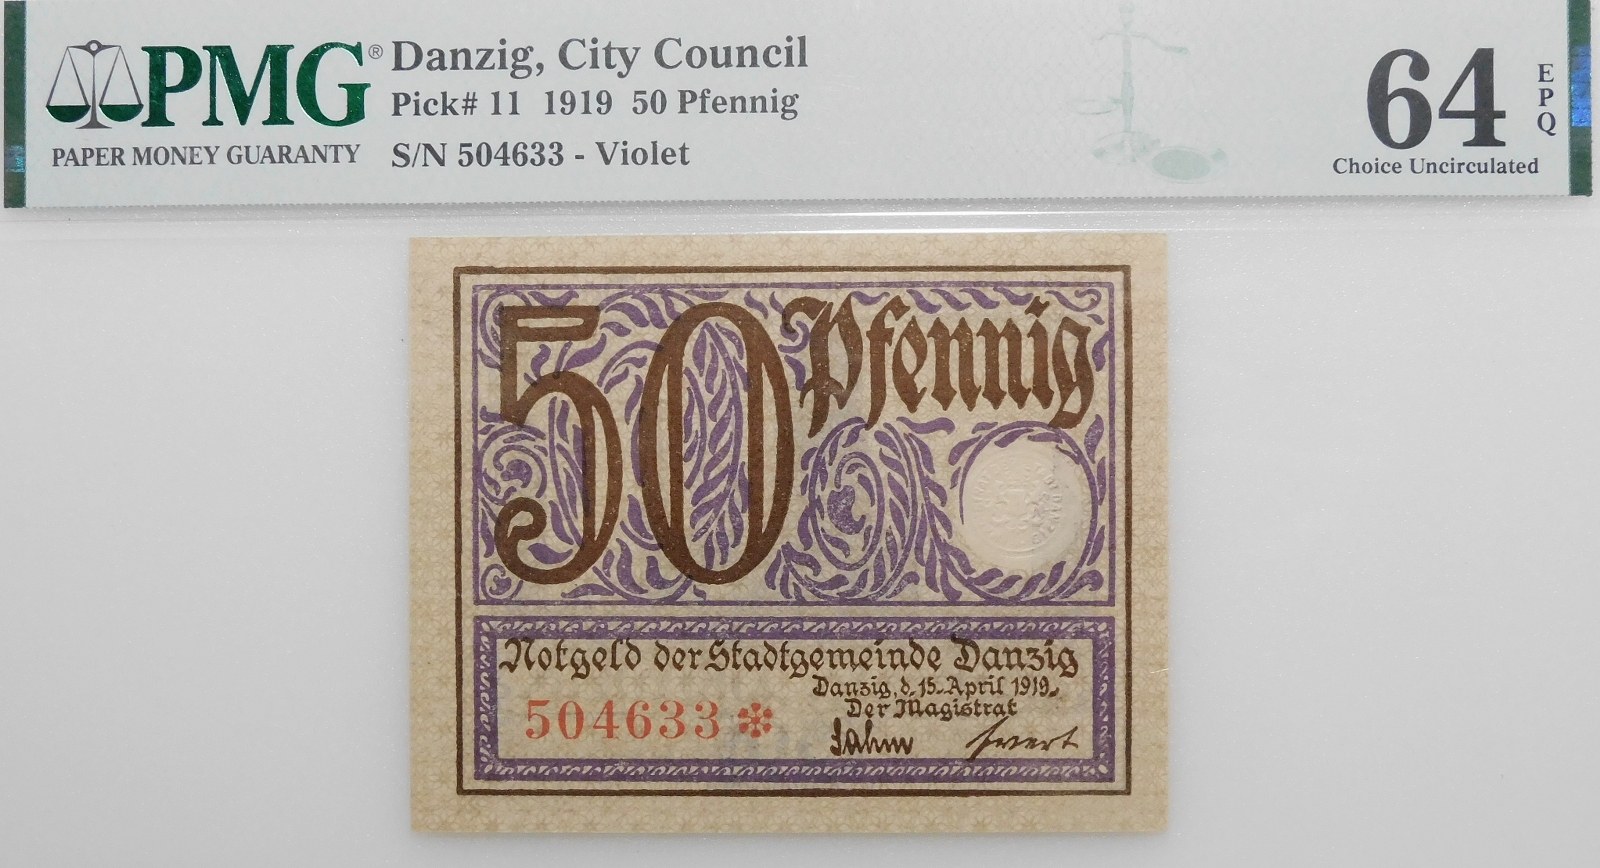 PMG®
PAPER MONEY GUARANTY
Danzig, City Council
Pick# 11 1919 50 Pfennig
S/N 504633 - Violet
64
EPQ
Choice Uncirculated
50 Pfennig
Notgeld der Stadtgemeinde Danzig
Danzig, d. 15. April 1919.
Der Magistrat
504633 ✻
Sahm